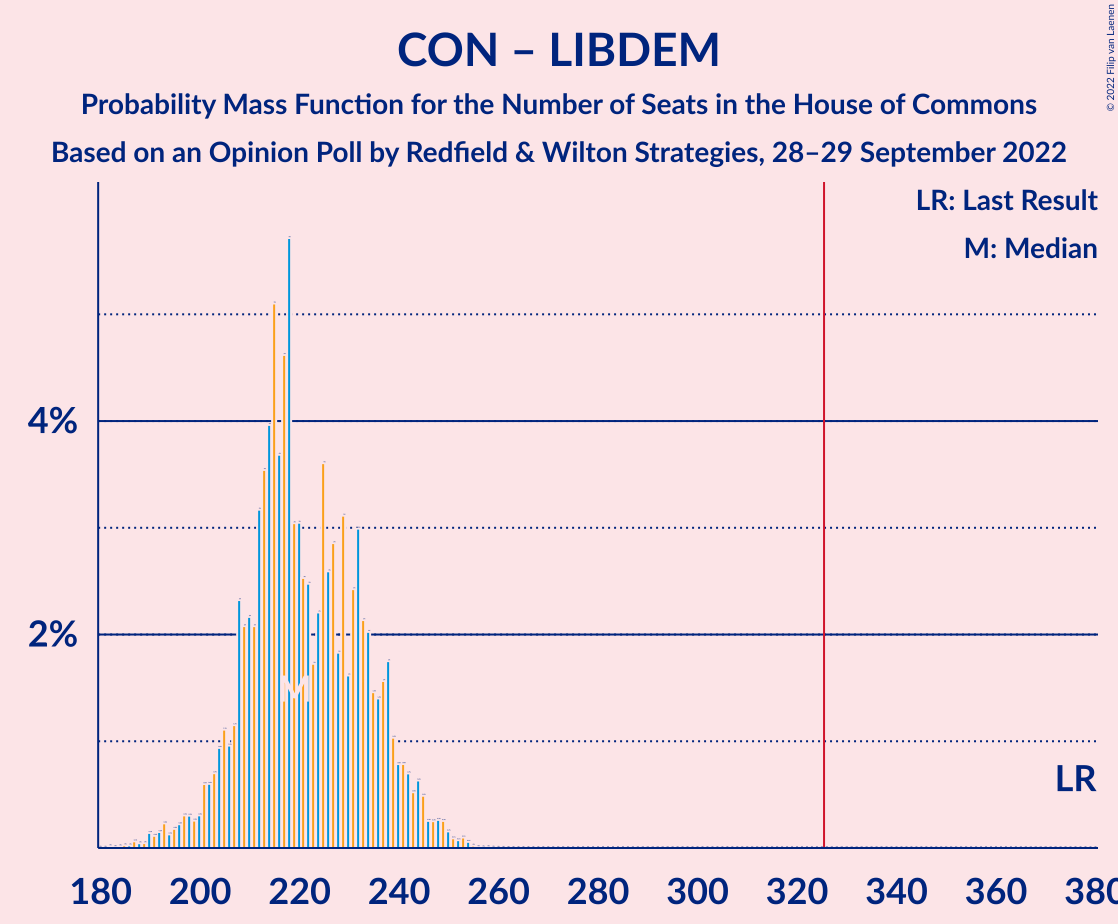 CON – LIBDEM
Probability Mass Function for the Number of Seats in the House of Commons
Based on an Opinion Poll by Redfield & Wilton Strategies, 28–29 September 2022
© 2022 Filip van Laenen
LR: Last Result
M: Median
4%
2%
M
LR
180 200 220 240 260 280 300 320 340 360 380